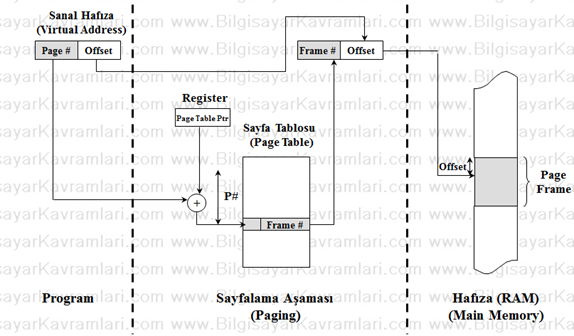 Sanal Hafıza
(Virtual Address)
Page # Offset
Frame # Offset
Register
Page Table Ptr
Sayfa Tablosu
(Page Table)
+
P#
Frame #
Offset
Page
Frame
Program
Sayfalama Aşaması
(Paging)
Hafıza (RAM)
(Main Memory)
www.BilgisayarKavramlari.com